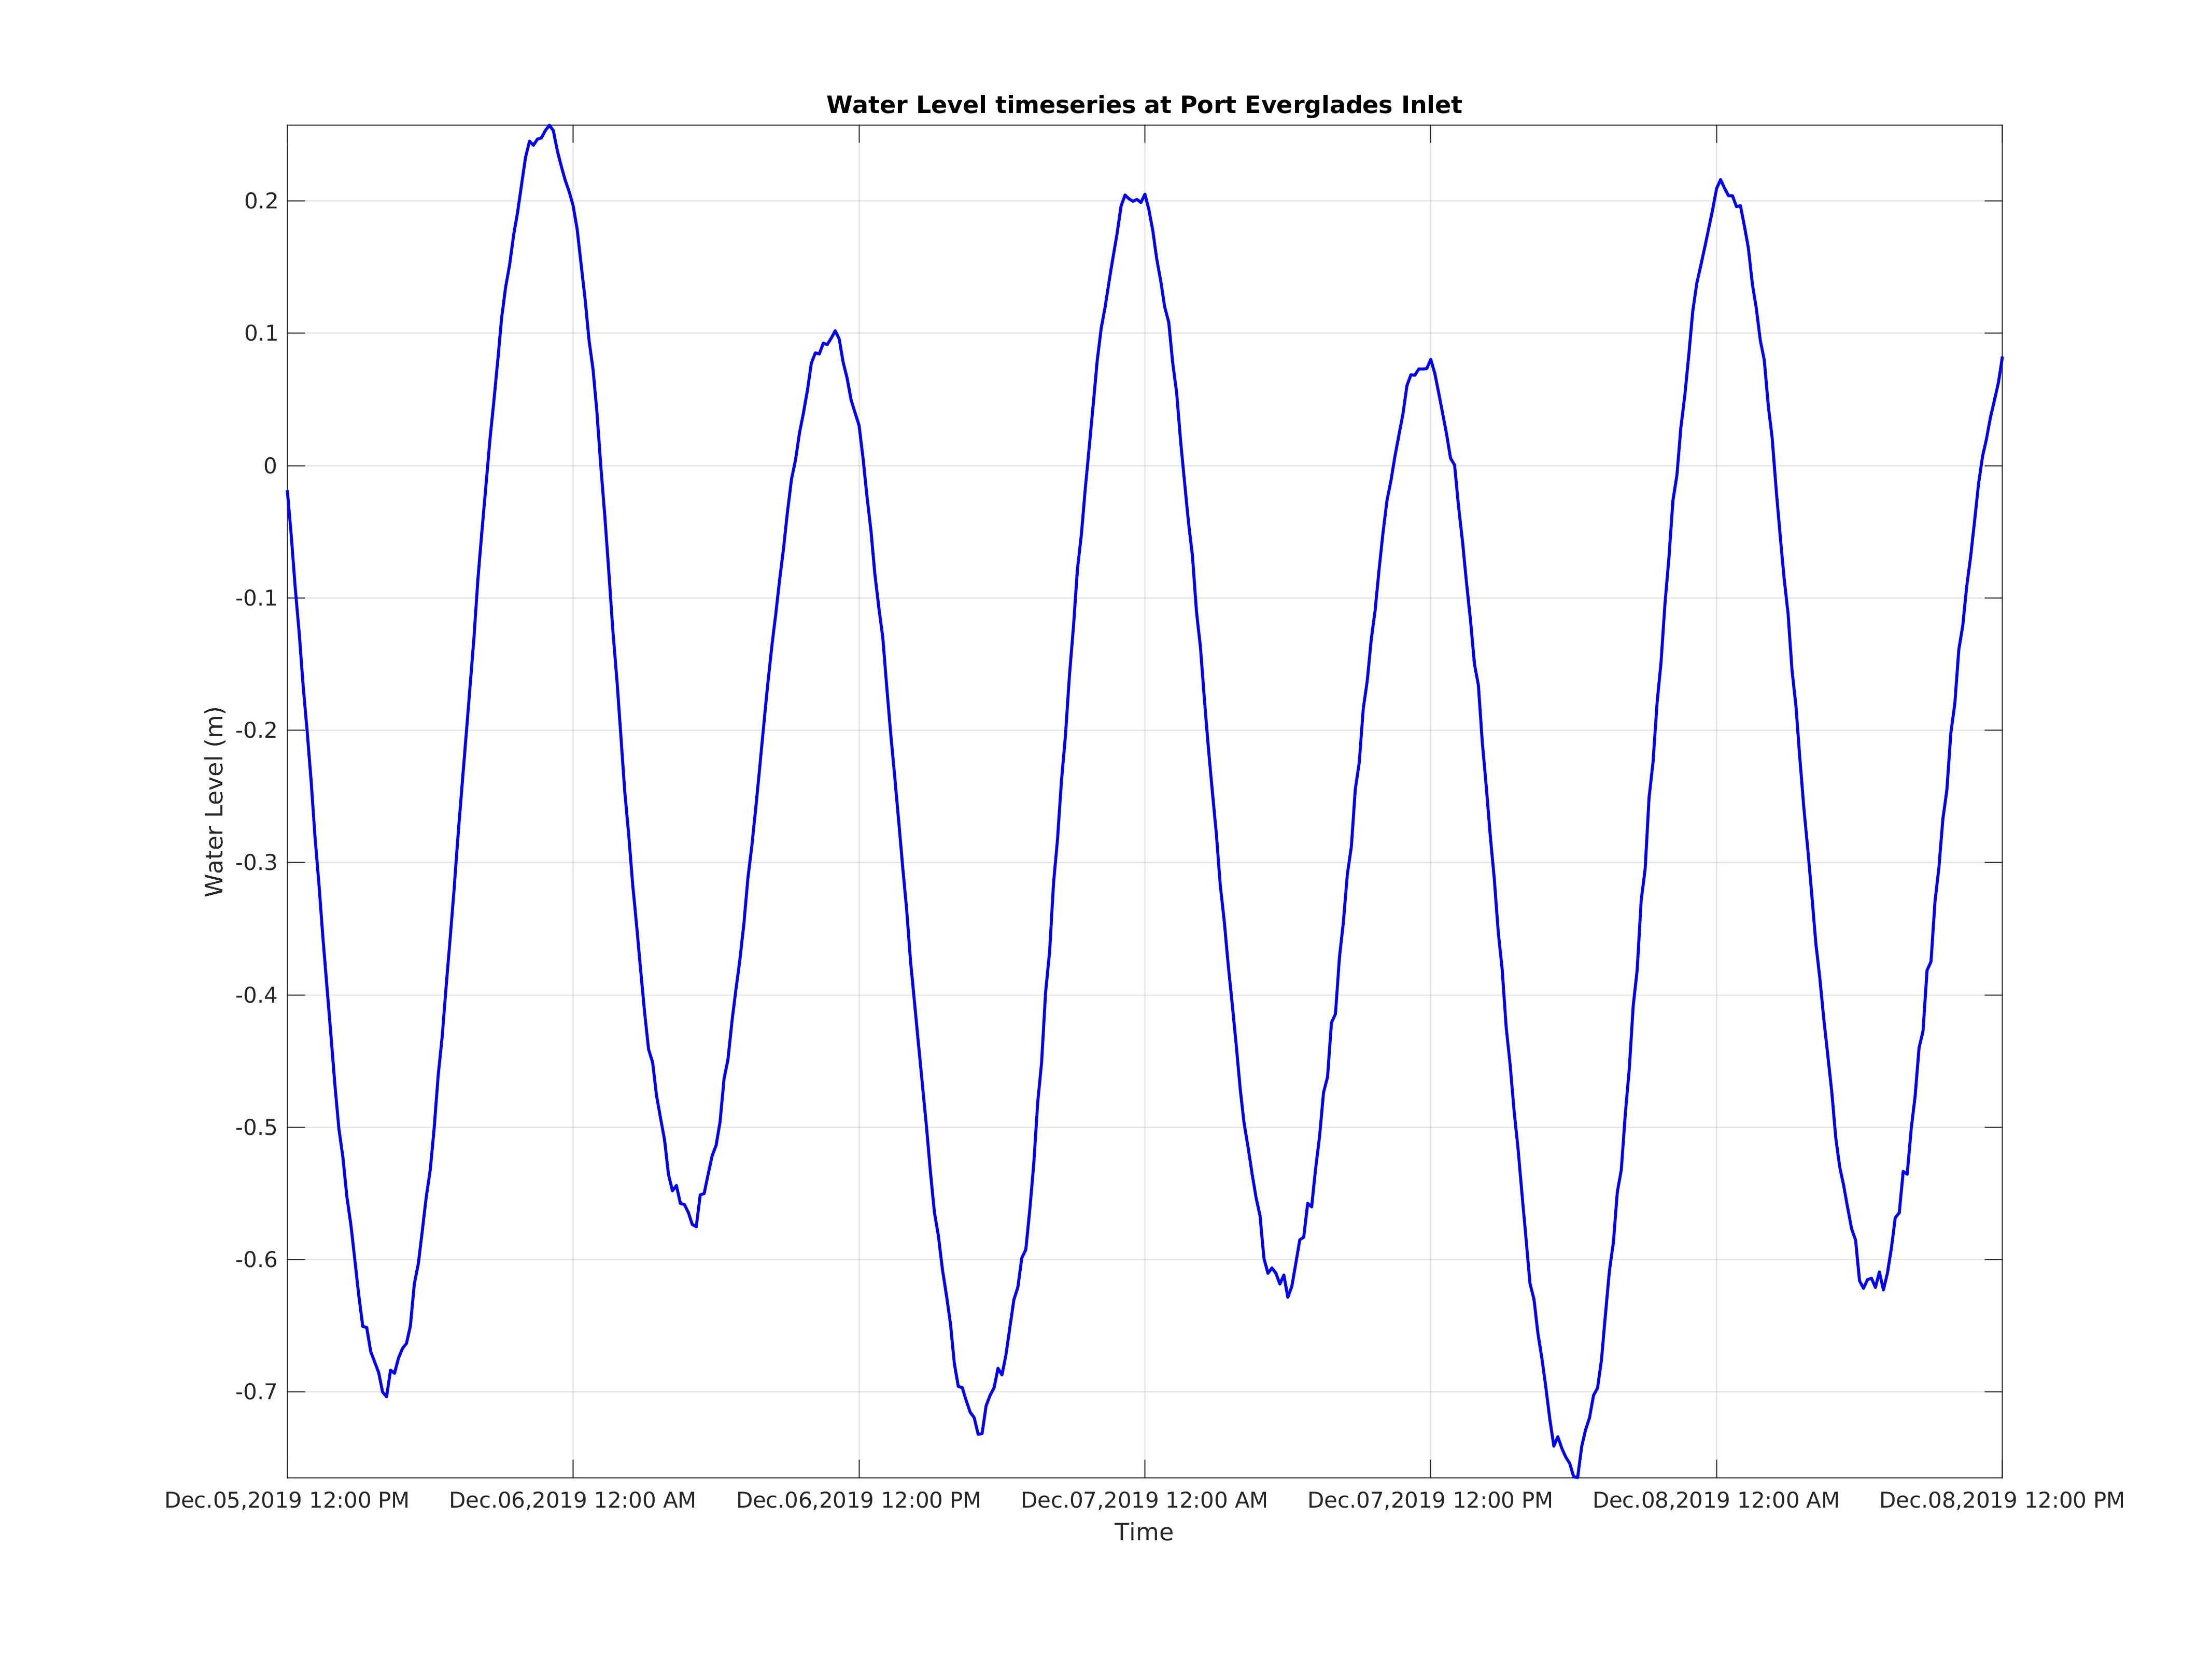 Water Level timeseries at Port Everglades Inlet
0.2
0.1
0
-0.1
-0.2
-0.3
-0.4
-0.5
-0.6
-0.7
Water Level (m)
Dec.05,2019 12:00 PM Dec.06,2019 12:00 AM Dec.06,2019 12:00 PM Dec.07,2019 12:00 AM Dec.07,2019 12:00 PM Dec.08,2019 12:00 AM Dec.08,2019 12:00 PM
Time